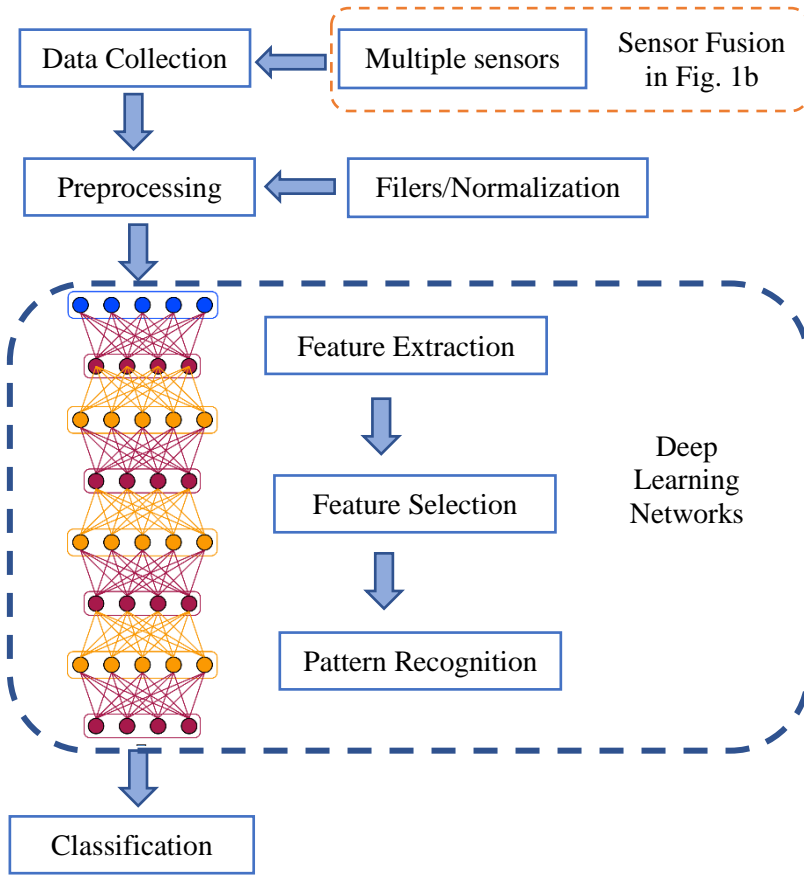 Data Collection
Multiple sensors
Sensor Fusion
in Fig. 1b
Preprocessing
Filers/Normalization
Feature Extraction
Feature Selection
Pattern Recognition
Deep
Learning
Networks
Classification